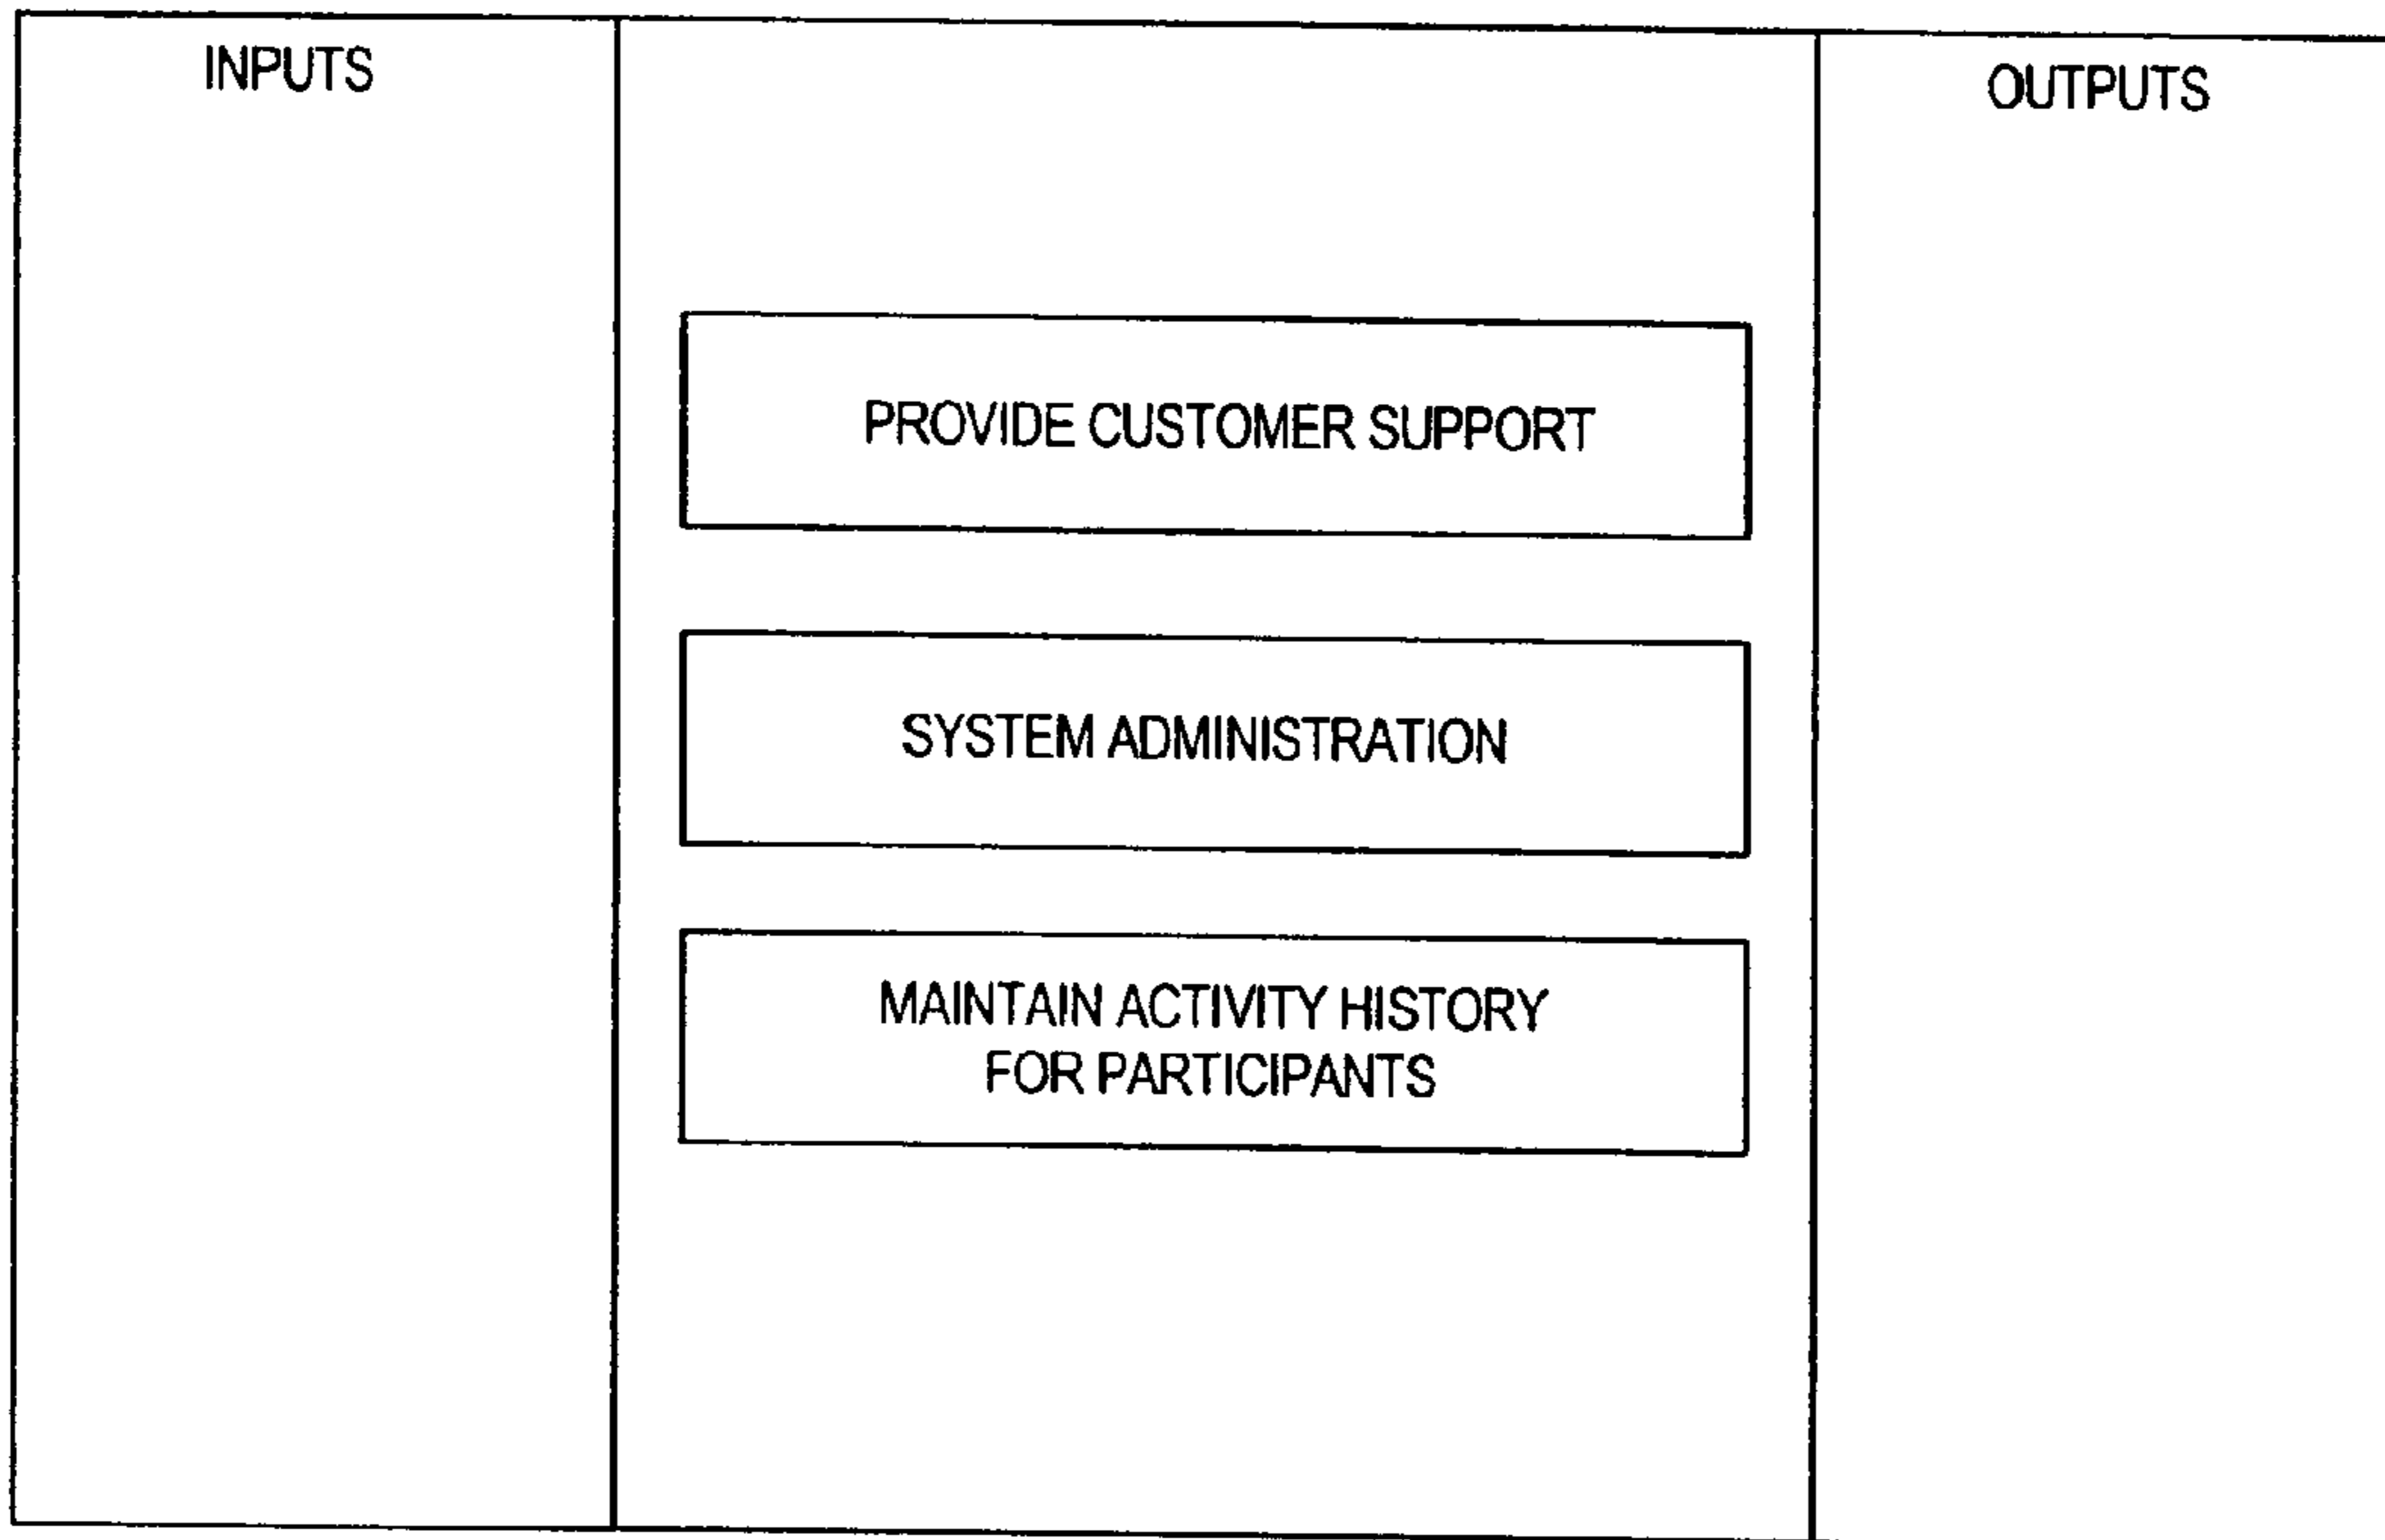 INPUTS
OUTPUTS
PROVIDE CUSTOMER SUPPORT
SYSTEM ADMINISTRATION
MAINTAIN ACTIVITY HISTORY
FOR PARTICIPANTS